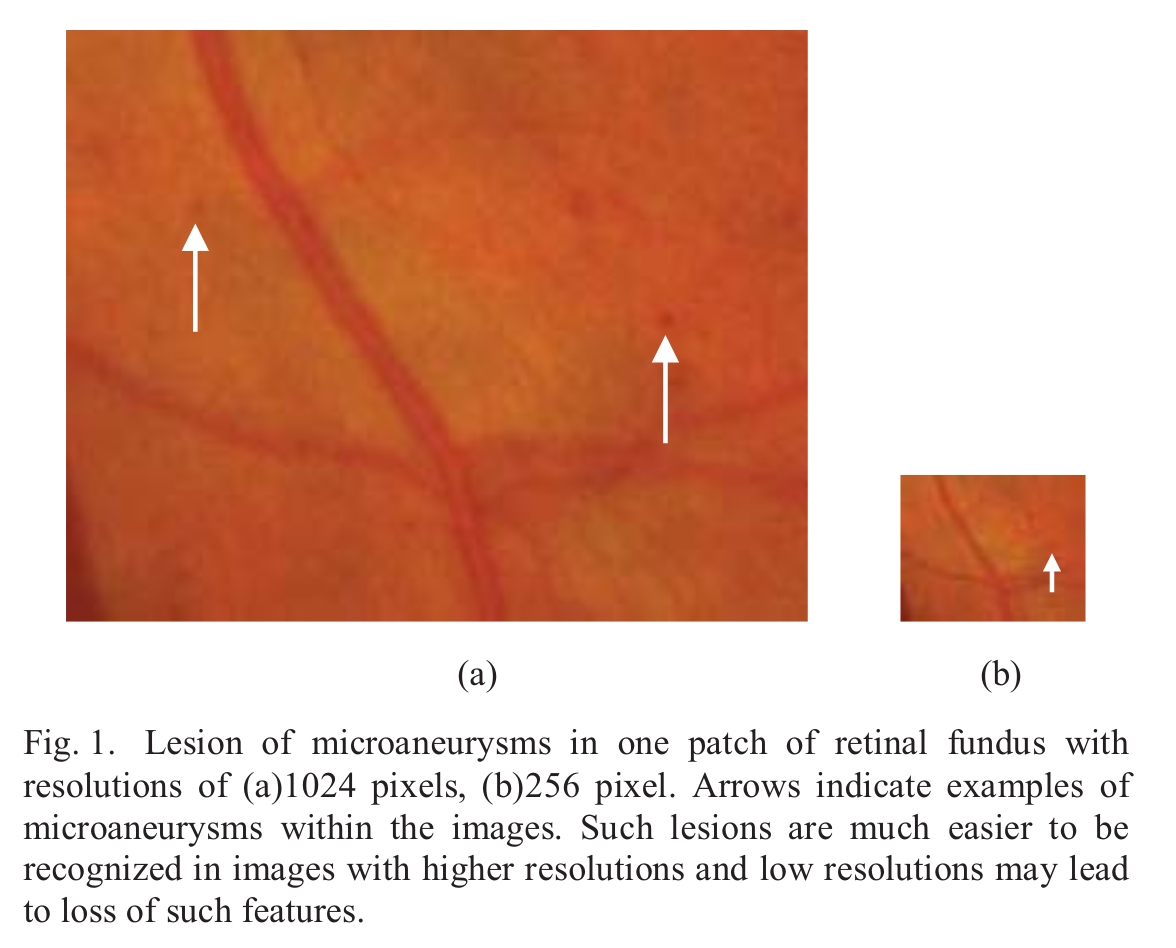 (a)
(b)
Fig. 1. Lesion of microaneurysms in one patch of retinal fundus with
resolutions of (a)1024 pixels, (b)256 pixel. Arrows indicate examples of
microaneurysms within the images. Such lesions are much easier to be
recognized in images with higher resolutions and low resolutions may lead
to loss of such features.